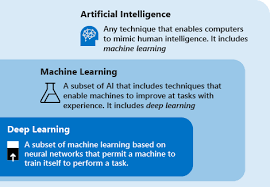 Artificial Intelligence
Any technique that enables computers
to mimic human intelligence. It includes
machine learning
Machine Learning
A subset of AI that includes techniques that
enable machines to improve at tasks with
experience. It includes deep learning
Deep Learning
A subset of machine learning based on
neural networks that permit a machine to
train itself to perform a task.